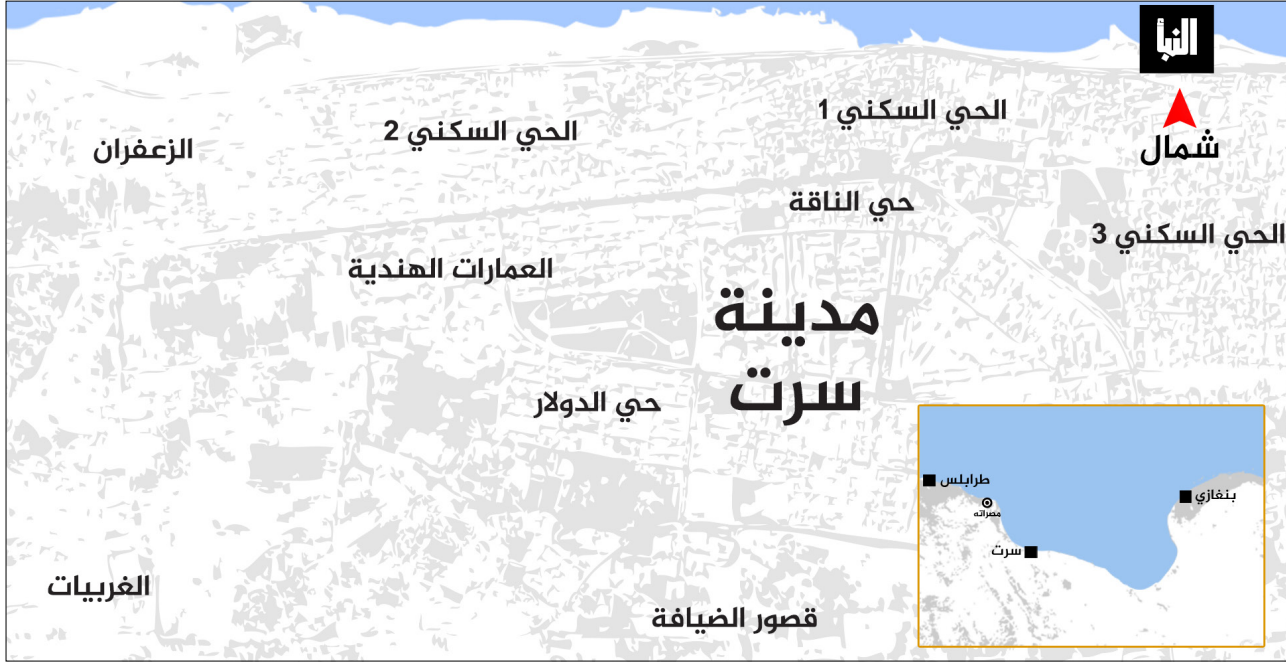 النبأ
شمال
الحي السكني 1
الحي السكني 2
الزعفران
حي الناقة
الحي السكني 3
العمارات الهندية
مدينة
سرت
حي الدولار
طرابلس
مصراته
بنغازي
سرت
الغربيات
قصور الضيافة